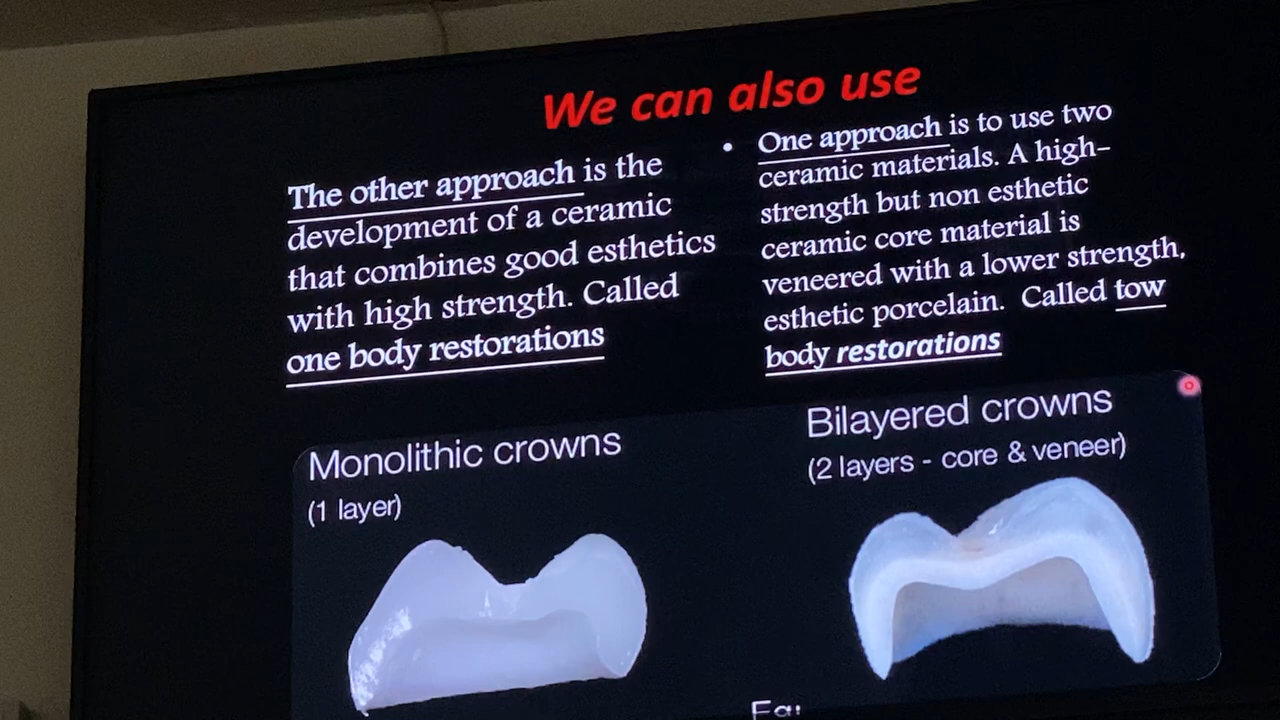 We can also use
The other approach is the
development of a ceramic
that combines good esthetics
with high strength. Called
one body restorations
• One approach is to use two
ceramic materials. A high-
strength but non esthetic
ceramic core material is
veneered with a lower strength,
esthetic porcelain. Called tow
body restorations
Monolithic crowns
(1 layer)
Bilayered crowns
(2 layers - core & veneer)